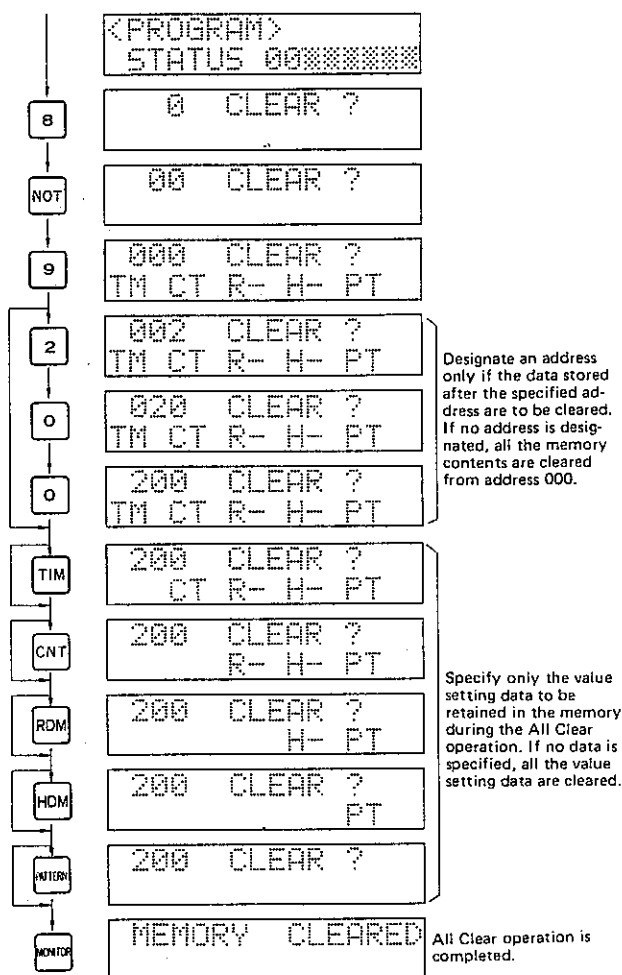 <PROGRAM>
STATUS 00
8
0 CLEAR ?
NOT
00 CLEAR ?
9
000 CLEAR ?
TM CT R- H- PT
2
002 CLEAR ?
TM CT R- H- PT
0
020 CLEAR ?
TM CT R- H- PT
0
200 CLEAR ?
TM CT R- H- PT
Designate an address
only if the data stored
after the specified ad-
dress are to be cleared.
If no address is desig-
nated, all the memory
contents are cleared
from address 000.
TIM
200 CLEAR ?
CT R- H- PT
CNT
200 CLEAR ?
R- H- PT
RDM
200 CLEAR ?
H- PT
HDM
200 CLEAR ?
PT
PATTERN
200 CLEAR ?
Specify only the value
setting data to be
retained in the memory
during the All Clear
operation. If no data is
specified, all the value
setting data are cleared.
MONITOR
MEMORY CLEARED
All Clear operation is
completed.